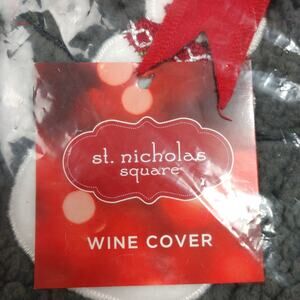 st. nicholas
square
WINE COVER